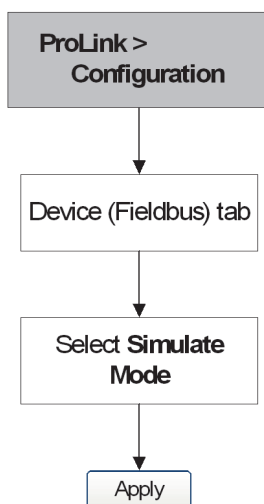 ProLink >
Configuration
Device (Fieldbus) tab
Select Simulate
Mode
Apply